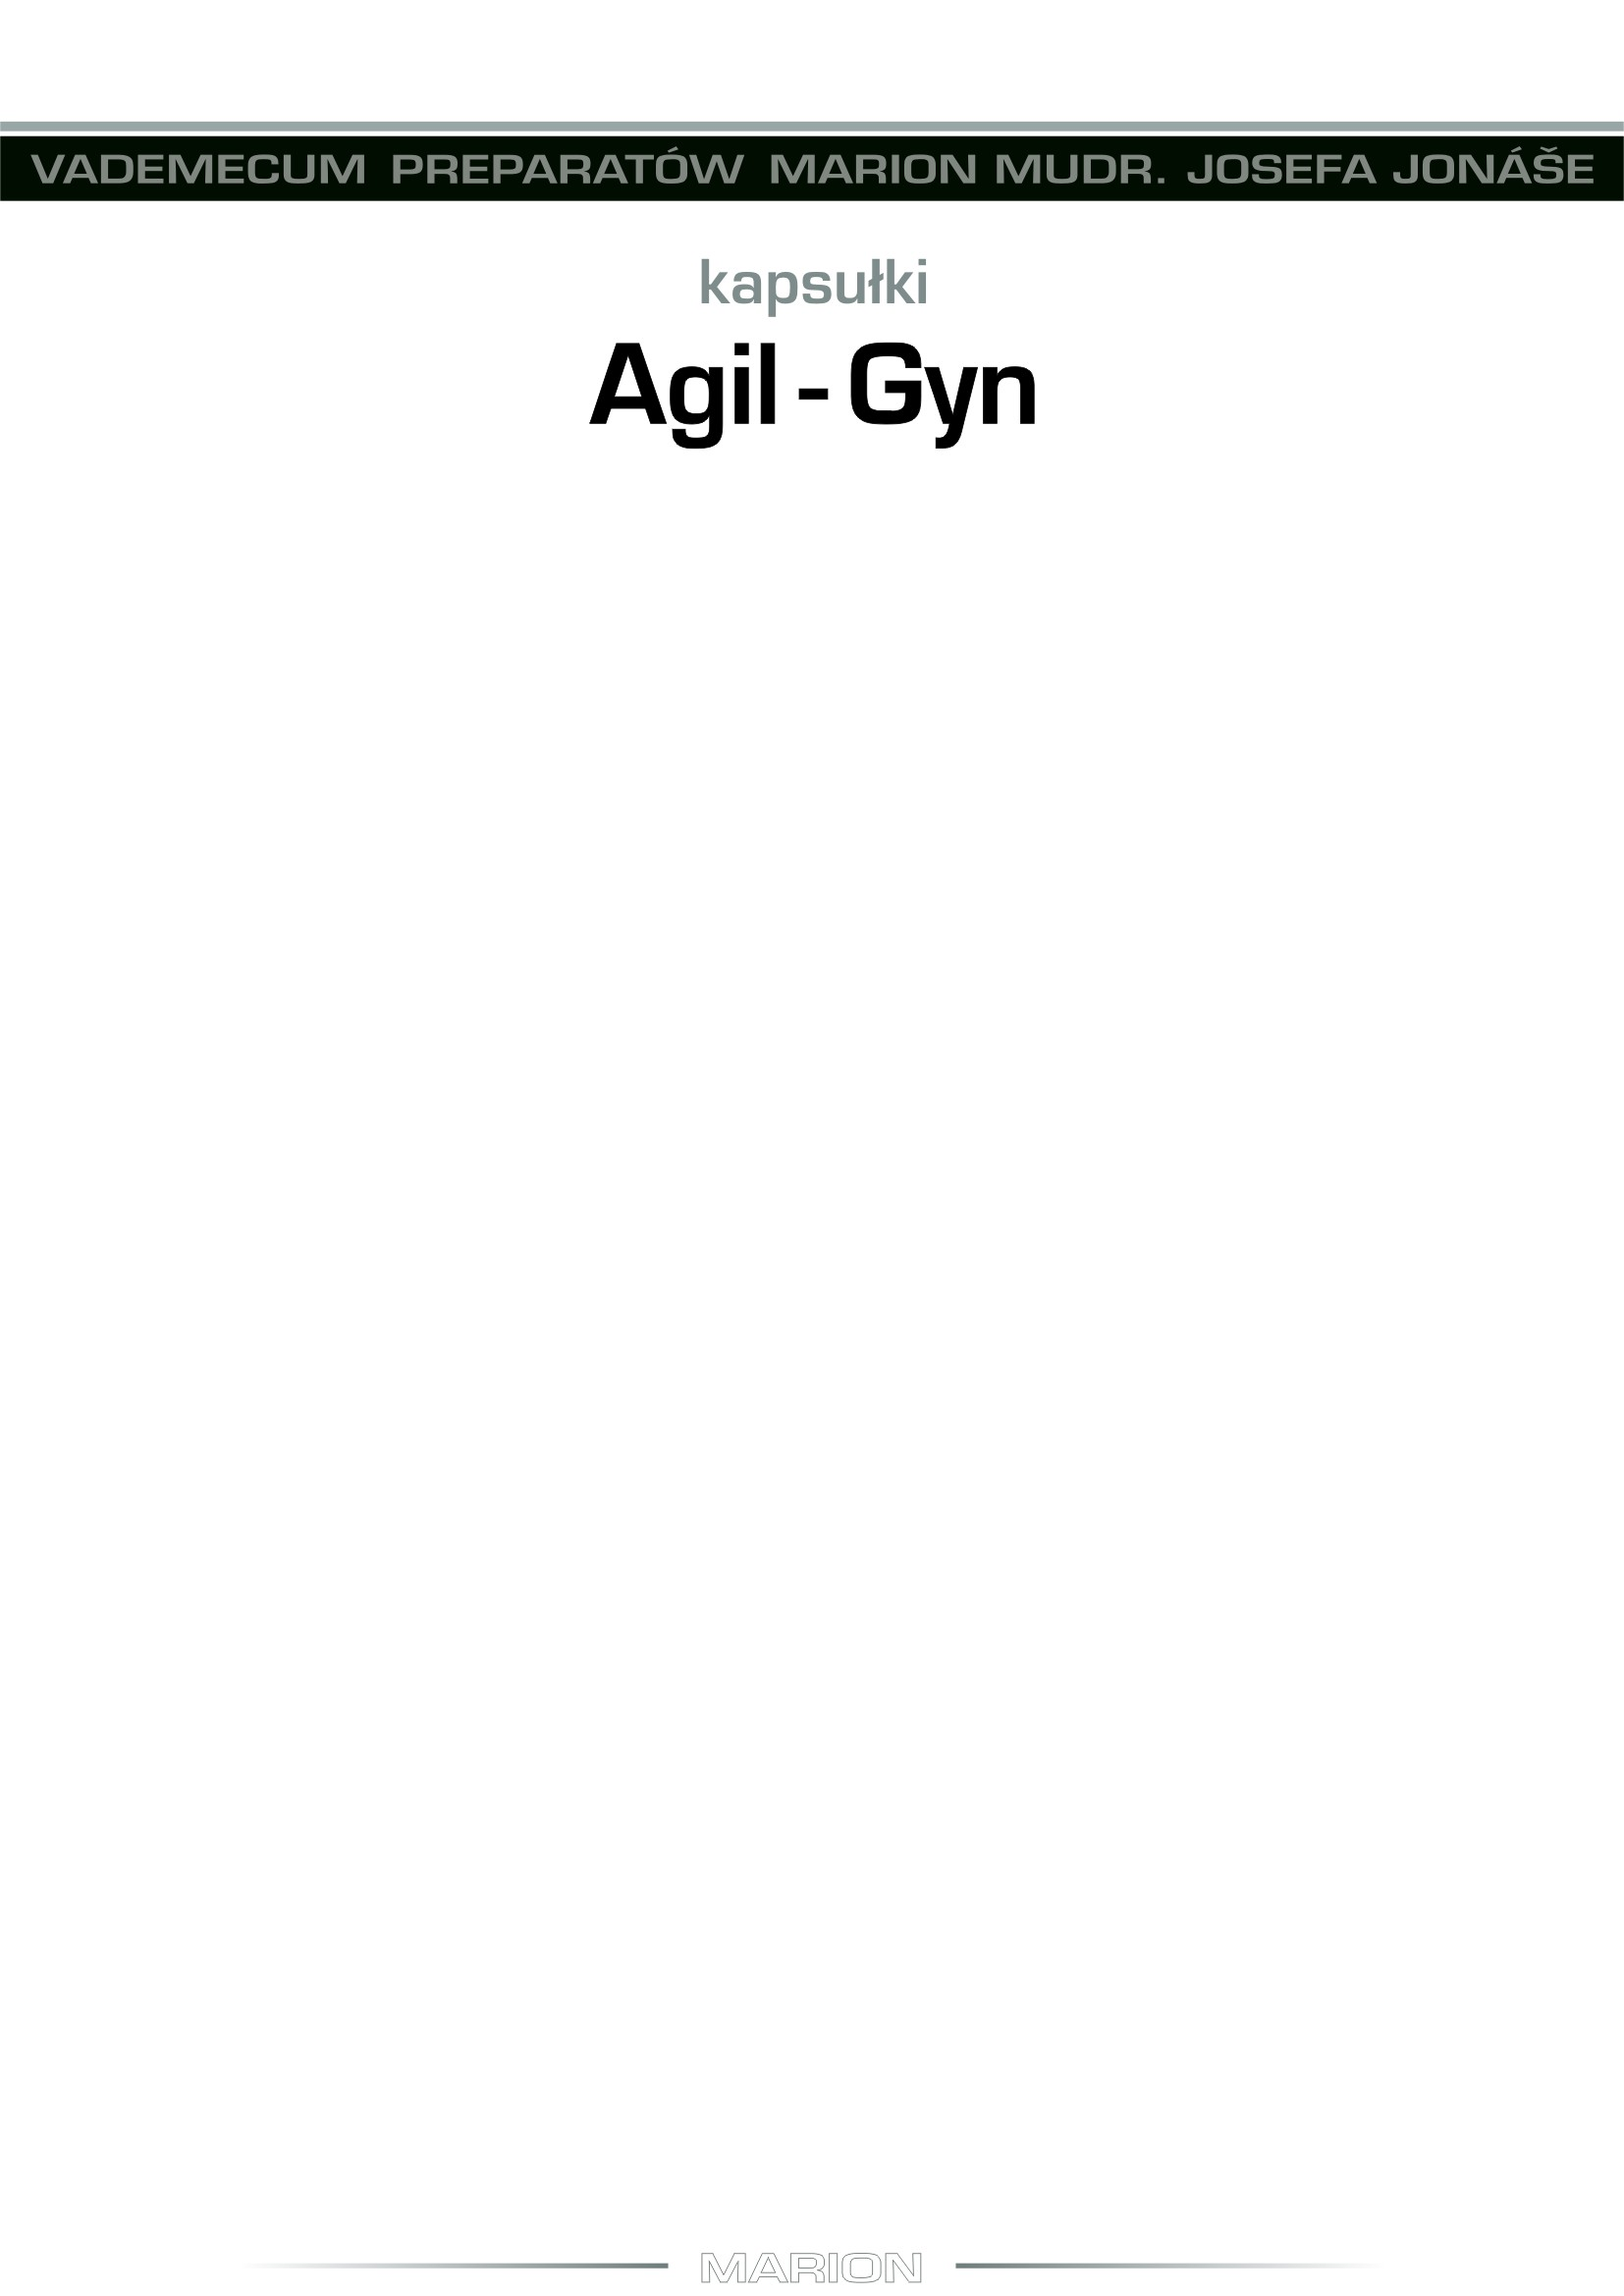 VADEMECUM PREPARATÓW MARION MUDR. JOSEFA JONÁŠE
kapsułki
Agil - Gyn
MARION